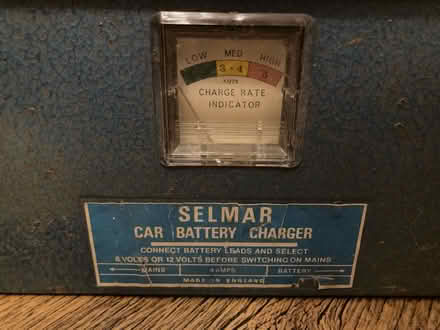 LOW MED HIGH
3 - 4 5
AMPS
CHARGE RATE
INDICATOR
SELMAR
CAR BATTERY CHARGER
CONNECT BATTERY LEADS AND SELECT
6 VOLTS OR 12 VOLTS BEFORE SWITCHING ON MAINS
MAINS 4 AMPS BATTERY
MADE IN ENGLAND